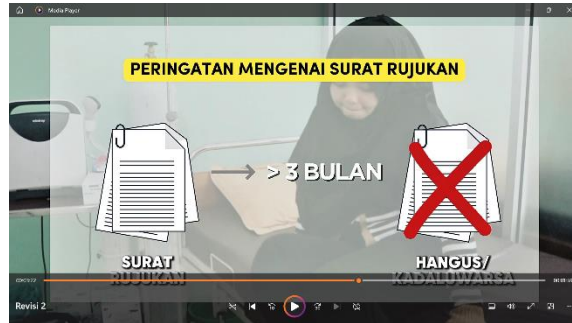 Media Player
PERINGATAN MENGENAI SURAT RUJUKAN
> 3 BULAN
SURAT
RUJUKAN
HANGUS/
KADALUWARSA
Revisi 2